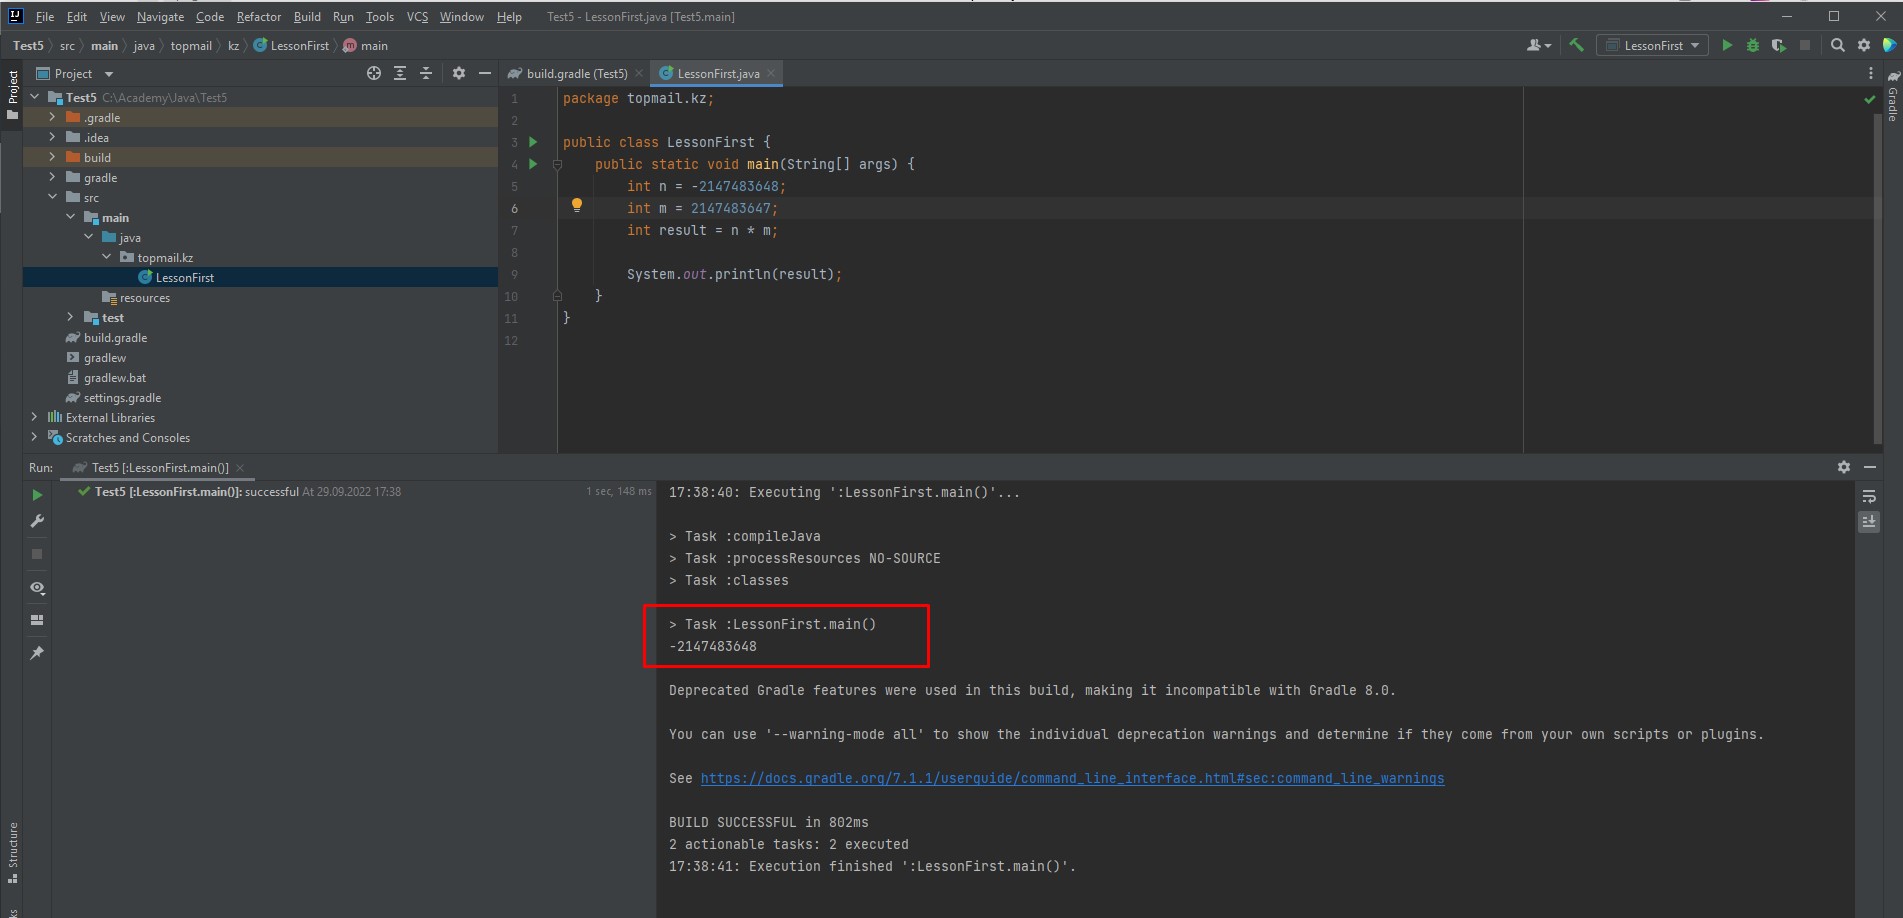 File Edit View Navigate Code Refactor Build Run Tools VCS Window Help Test5 - LessonFirst.java [Test5.main]
Test5 src main java topmail kz LessonFirst main LessonFirst
Project
Project
build.gradle (Test5) LessonFirst.java
Gradle
Test5 C:\Academy\Java\Test5
.gradle
.idea
build
gradle
src
main
java
topmail.kz
LessonFirst
resources
test
build.gradle
gradlew
gradlew.bat
settings.gradle
External Libraries
Scratches and Consoles
1 package topmail.kz;
2
3 public class LessonFirst {
4 public static void main(String[] args) {
5 int n = -2147483648;
6 int m = 2147483647;
7 int result = n * m;
8
9 System.out.println(result);
10 }
11 }
12
Run: Test5 [:LessonFirst.main()]
Test5 [:LessonFirst.main()]: successful At 29.09.2022 17:38 1 sec, 148 ms
17:38:40: Executing ':LessonFirst.main()'...
> Task :compileJava
> Task :processResources NO-SOURCE
> Task :classes
> Task :LessonFirst.main()
-2147483648
Deprecated Gradle features were used in this build, making it incompatible with Gradle 8.0.
You can use '--warning-mode all' to show the individual deprecation warnings and determine if they come from your own scripts or plugins.
See https://docs.gradle.org/7.1.1/userguide/command_line_interface.html#sec:command_line_warnings
BUILD SUCCESSFUL in 802ms
2 actionable tasks: 2 executed
17:38:41: Execution finished ':LessonFirst.main()'.
Structure